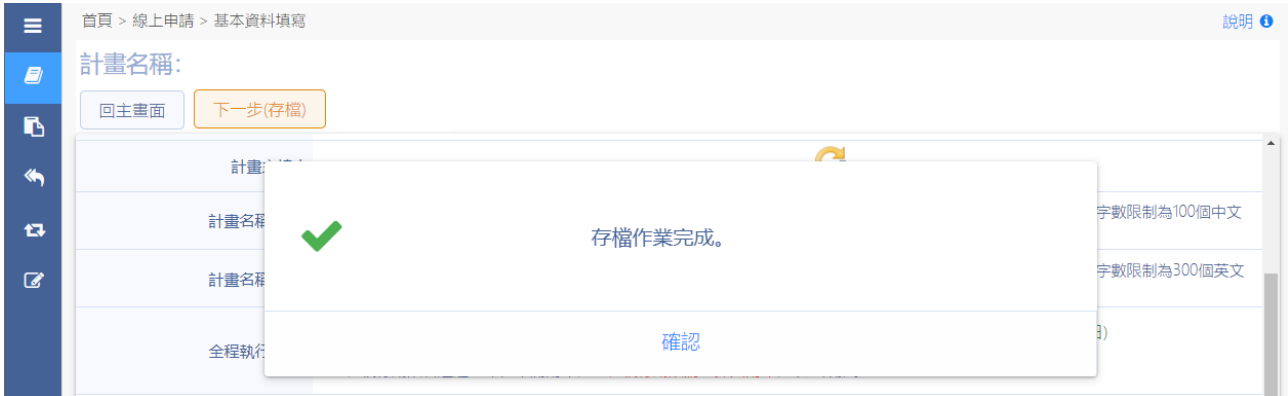 首頁 > 線上申請 > 基本資料填寫
說明
計畫名稱:
回主畫面
下一步(存檔)
計畫
計畫名稱
字數限制為100個中文
存檔作業完成。
計畫名稱
字數限制為300個英文
全程執行
確認